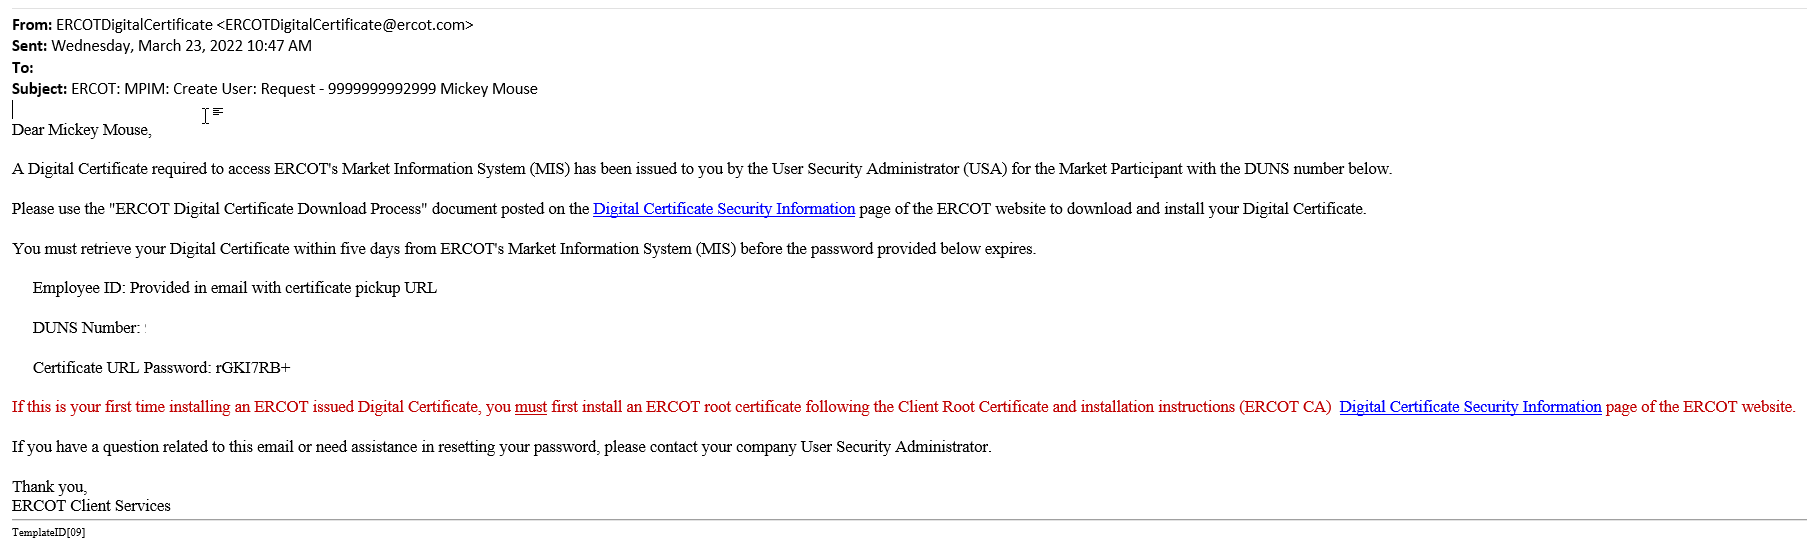 From: ERCOTDigitalCertificate <ERCOTDigitalCertificate@ercot.com>
Sent: Wednesday, March 23, 2022 10:47 AM
To:
Subject: ERCOT: MPIM: Create User: Request - 9999999992999 Mickey Mouse
Dear Mickey Mouse,
A Digital Certificate required to access ERCOT's Market Information System (MIS) has been issued to you by the User Security Administrator (USA) for the Market Participant with the DUNS number below.
Please use the "ERCOT Digital Certificate Download Process" document posted on the Digital Certificate Security Information page of the ERCOT website to download and install your Digital Certificate.
You must retrieve your Digital Certificate within five days from ERCOT's Market Information System (MIS) before the password provided below expires.
Employee ID: Provided in email with certificate pickup URL
DUNS Number:
Certificate URL Password: rGKI7RB+
If this is your first time installing an ERCOT issued Digital Certificate, you must first install an ERCOT root certificate following the Client Root Certificate and installation instructions (ERCOT CA) Digital Certificate Security Information page of the ERCOT website.
If you have a question related to this email or need assistance in resetting your password, please contact your company User Security Administrator.
Thank you,
ERCOT Client Services
TemplateID[09]